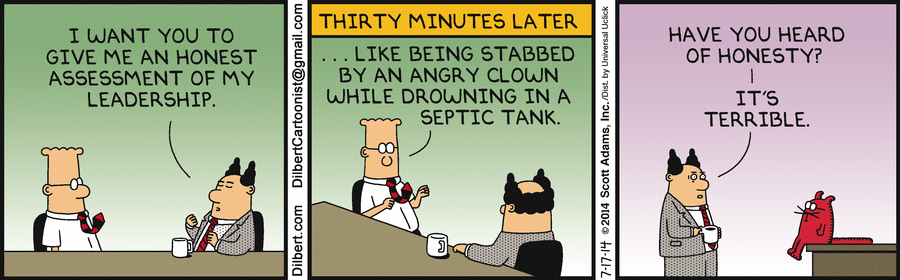 I WANT YOU TO
GIVE ME AN HONEST
ASSESSMENT OF MY
LEADERSHIP.
Dilbert.com DilbertCartoonist@gmail.com
THIRTY MINUTES LATER
...LIKE BEING STABBED
BY AN ANGRY CLOWN
WHILE DROWNING IN A
SEPTIC TANK.
7-17-14 © 2014 Scott Adams, Inc. /Dist. by Universal Uclick
HAVE YOU HEARD
OF HONESTY?
IT'S
TERRIBLE.